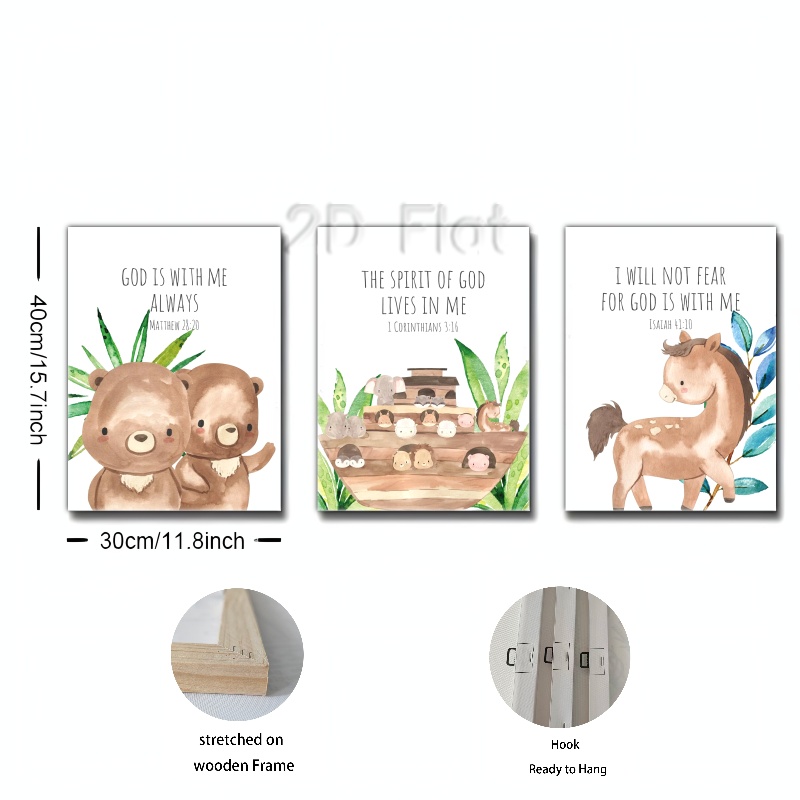 2D Flat
GOD IS WITH ME
ALWAYS
MATTHEW 28:20
THE SPIRIT OF GOD
LIVES IN ME
1 CORINTHIANS 3:16
I WILL NOT FEAR
FOR GOD IS WITH ME
ISAIAH 41:10
40cm/15.7inch
30cm/11.8inch
stretched on
wooden Frame
Hook
Ready to Hang